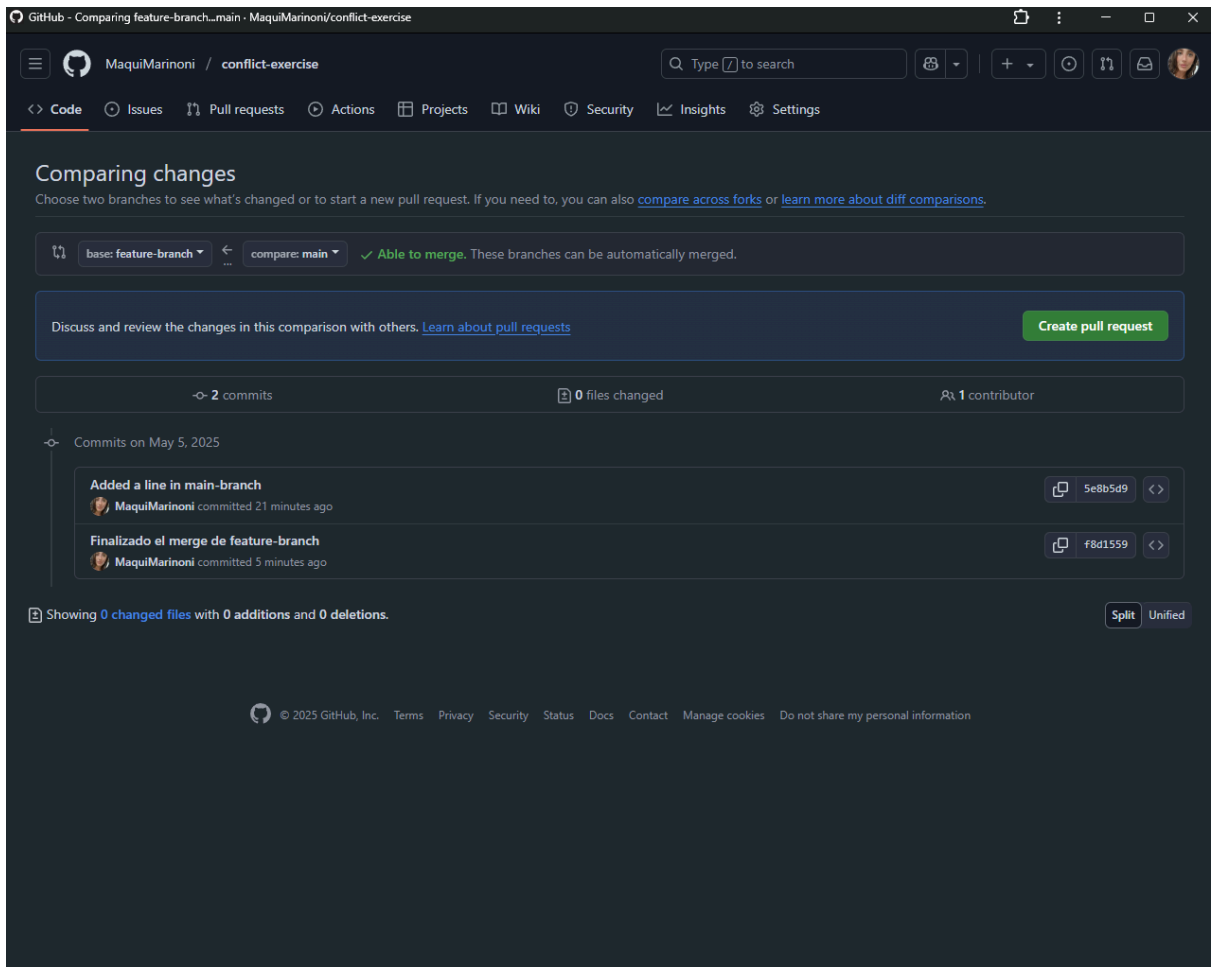 GitHub - Comparing feature-branch...main · MaquiMarinoni/conflict-exercise
MaquiMarinoni / conflict-exercise
Type / to search
Code Issues Pull requests Actions Projects Wiki Security Insights Settings
Comparing changes
Choose two branches to see what's changed or to start a new pull request. If you need to, you can also compare across forks or learn more about diff comparisons.
base: feature-branch ... compare: main Able to merge. These branches can be automatically merged.
Discuss and review the changes in this comparison with others. Learn about pull requests
Create pull request
2 commits 0 files changed 1 contributor
Commits on May 5, 2025
Added a line in main-branch
5e8b5d9
MaquiMarinoni committed 21 minutes ago
Finalizado el merge de feature-branch
f8d1559
MaquiMarinoni committed 5 minutes ago
Showing 0 changed files with 0 additions and 0 deletions.
Split Unified
© 2025 GitHub, Inc. Terms Privacy Security Status Docs Contact Manage cookies Do not share my personal information